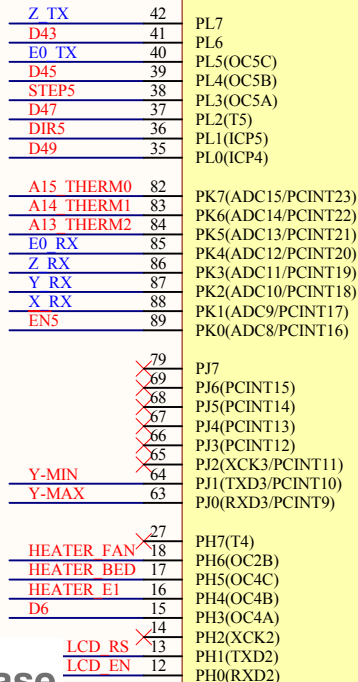 Z_TX 42 PL7
D43 41 PL6
E0_TX 40 PL5(OC5C)
D45 39 PL4(OC5B)
STEP5 38 PL3(OC5A)
D47 37 PL2(T5)
DIR5 36 PL1(ICP5)
D49 35 PL0(ICP4)
A15_THERM0 82 PK7(ADC15/PCINT23)
A14_THERM1 83 PK6(ADC14/PCINT22)
A13_THERM2 84 PK5(ADC13/PCINT21)
E0_RX 85 PK4(ADC12/PCINT20)
Z_RX 86 PK3(ADC11/PCINT19)
Y_RX 87 PK2(ADC10/PCINT18)
X_RX 88 PK1(ADC9/PCINT17)
EN5 89 PK0(ADC8/PCINT16)
79 PJ7
69 PJ6(PCINT15)
68 PJ5(PCINT14)
67 PJ4(PCINT13)
66 PJ3(PCINT12)
65 PJ2(XCK3/PCINT11)
Y-MIN 64 PJ1(TXD3/PCINT10)
Y-MAX 63 PJ0(RXD3/PCINT9)
27 PH7(T4)
HEATER_FAN 18 PH6(OC2B)
HEATER_BED 17 PH5(OC4C)
HEATER_E1 16 PH4(OC4B)
D6 15 PH3(OC4A)
14 PH2(XCK2)
LCD_RS 13 PH1(TXD2)
LCD_EN 12 PH0(RXD2)